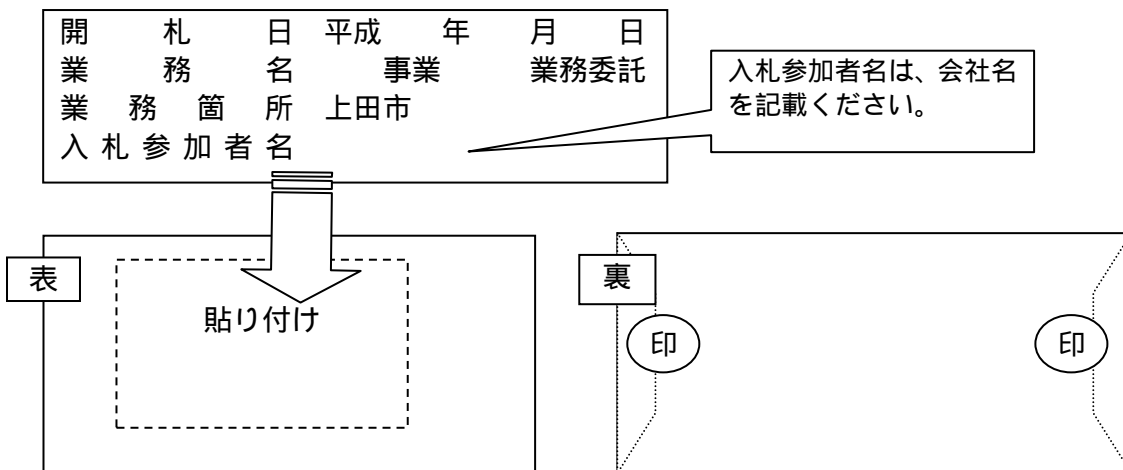 開札日 平成 年 月 日
業務名 事業 業務委託
業務箇所 上田市
入札参加者名
入札参加者名は、会社名
を記載ください。
表
貼り付け
裏
印
印